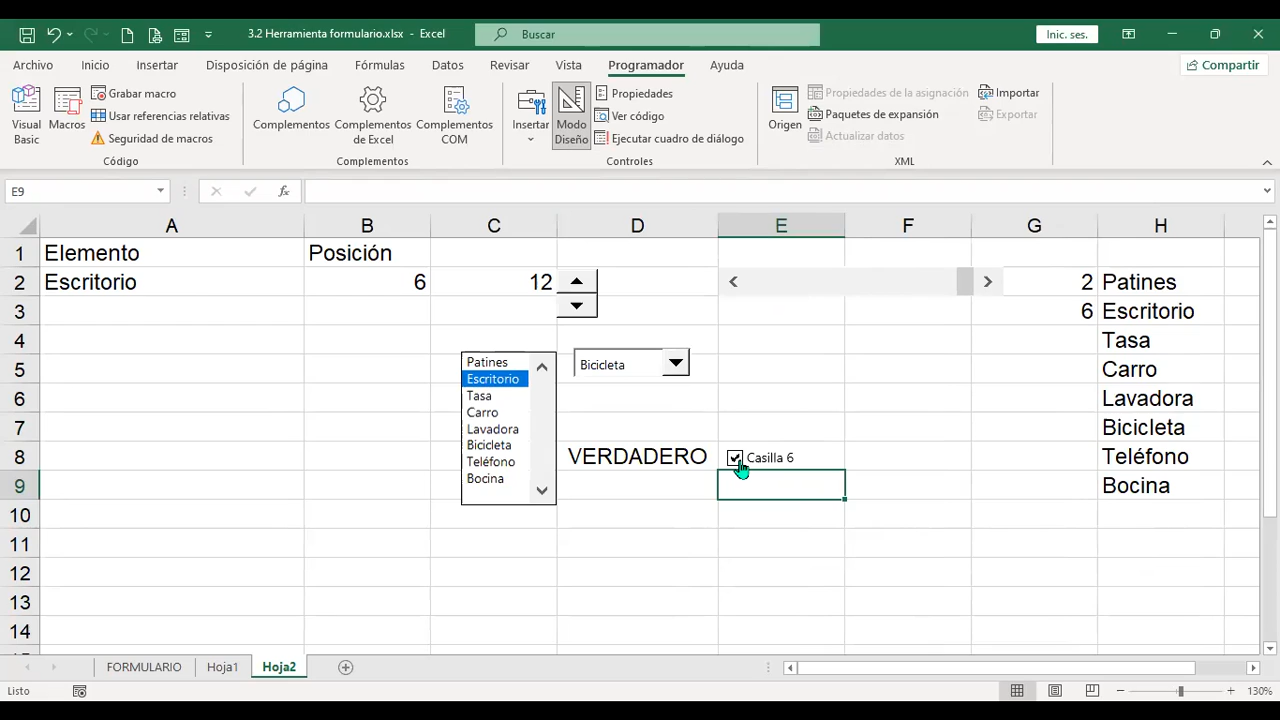 3.2 Herramienta formulario.xlsx - Excel
Buscar
Inic. ses.
Archivo Inicio Insertar Disposición de página Fórmulas Datos Revisar Vista Programador Ayuda
Compartir
Visual Basic
Macros
Grabar macro
Usar referencias relativas
Seguridad de macros
Código
Complementos
Complementos de Excel
Complementos COM
Complementos
Insertar
Modo Diseño
Propiedades
Ver código
Ejecutar cuadro de diálogo
Controles
Origen
Propiedades de la asignación
Paquetes de expansión
Actualizar datos
Importar
Exportar
XML
E9
fx
A B C D E F G H
1 Elemento Posición
2 Escritorio 6 12 2 Patines
3 6 Escritorio
4 Tasa
5 Carro
6 Lavadora
7 Bicicleta
8 VERDADERO Casilla 6 Teléfono
9 Bocina
10
11
12
13
14
Patines
Escritorio
Tasa
Carro
Lavadora
Bicicleta
Teléfono
Bocina
Bicicleta
FORMULARIO Hoja1 Hoja2
Listo
130%